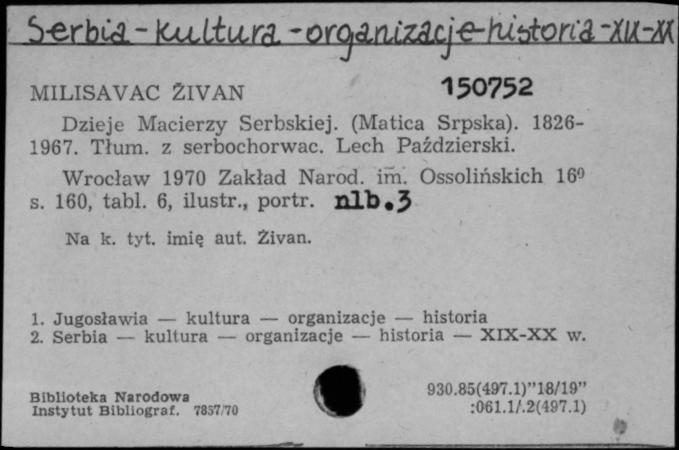 Serbia - kultura - organizacje - historia - XIX-XX
MILISAVAC ŽIVAN 150752
Dzieje Macierzy Serbskiej. (Matica Srpska). 1826-
1967. Tłum. z serbochorwac. Lech Paździerski.
Wrocław 1970 Zakład Narod. im. Ossolińskich 16⁰
s. 160, tabl. 6, ilustr., portr. nlb. 3
Na k. tyt. imię aut. Živan.
1. Jugosławia — kultura — organizacje — historia
2. Serbia — kultura — organizacje — historia — XIX-XX w.
Biblioteka Narodowa 930.85(497.1)"18/19"
Instytut Bibliograf. 7857/70 :061.1/.2(497.1)